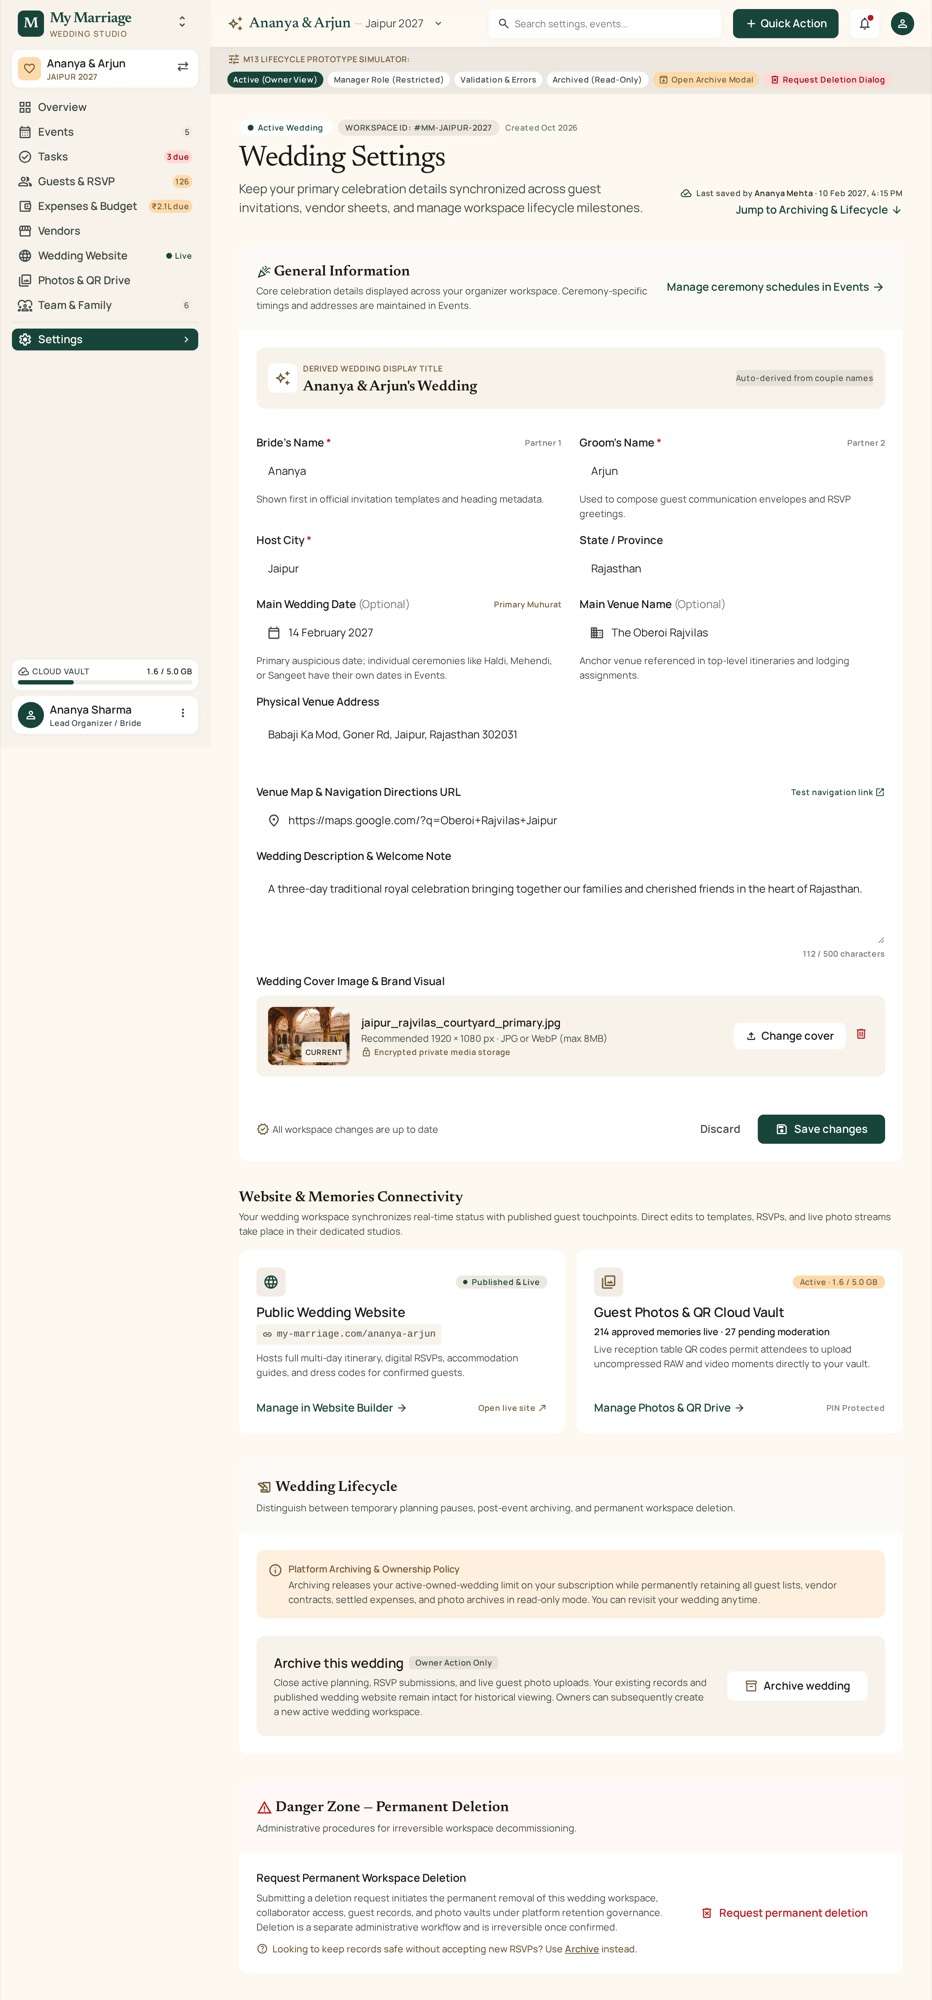 M
My Marriage
WEDDING STUDIO
Ananya & Arjun
JAIPUR 2027
Overview
Events 5
Tasks 3 due
Guests & RSVP 126
Expenses & Budget ₹2.1L due
Vendors
Wedding Website Live
Photos & QR Drive
Team & Family 6
Settings
CLOUD VAULT 1.6 / 5.0 GB
Ananya Sharma
Lead Organizer / Bride
Ananya & Arjun — Jaipur 2027
Search settings, events...
Quick Action
M13 LIFECYCLE PROTOTYPE SIMULATOR:
Active (Owner View) Manager Role (Restricted) Validation & Errors Archived (Read-Only) Open Archive Modal Request Deletion Dialog
Active Wedding WORKSPACE ID: #MM-JAIPUR-2027 Created Oct 2026
Wedding Settings
Keep your primary celebration details synchronized across guest
invitations, vendor sheets, and manage workspace lifecycle milestones.
Last saved by Ananya Mehta · 10 Feb 2027, 4:15 PM
Jump to Archiving & Lifecycle ↓
General Information
Core celebration details displayed across your organizer workspace. Ceremony-specific
timings and addresses are maintained in Events.
Manage ceremony schedules in Events →
DERIVED WEDDING DISPLAY TITLE
Ananya & Arjun's Wedding
Auto-derived from couple names
Bride's Name * Partner 1
Ananya
Shown first in official invitation templates and heading metadata.
Groom's Name * Partner 2
Arjun
Used to compose guest communication envelopes and RSVP
greetings.
Host City *
Jaipur
State / Province
Rajasthan
Main Wedding Date (Optional) Primary Muhurat
14 February 2027
Primary auspicious date; individual ceremonies like Haldi, Mehendi,
or Sangeet have their own dates in Events.
Main Venue Name (Optional)
The Oberoi Rajvilas
Anchor venue referenced in top-level itineraries and lodging
assignments.
Physical Venue Address
Babaji Ka Mod, Goner Rd, Jaipur, Rajasthan 302031
Venue Map & Navigation Directions URL Test navigation link
https://maps.google.com/?q=Oberoi+Rajvilas+Jaipur
Wedding Description & Welcome Note
A three-day traditional royal celebration bringing together our families and cherished friends in the heart of Rajasthan.
112 / 500 characters
Wedding Cover Image & Brand Visual
CURRENT
jaipur_rajvilas_courtyard_primary.jpg
Recommended 1920 × 1080 px · JPG or WebP (max 8MB)
Encrypted private media storage
Change cover
All workspace changes are up to date
Discard
Save changes
Website & Memories Connectivity
Your wedding workspace synchronizes real-time status with published guest touchpoints. Direct edits to templates, RSVPs, and live photo streams
take place in their dedicated studios.
Published & Live
Public Wedding Website
my-marriage.com/ananya-arjun
Hosts full multi-day itinerary, digital RSVPs, accommodation
guides, and dress codes for confirmed guests.
Manage in Website Builder →
Open live site ↗
Active · 1.6 / 5.0 GB
Guest Photos & QR Cloud Vault
214 approved memories live · 27 pending moderation
Live reception table QR codes permit attendees to upload
uncompressed RAW and video moments directly to your vault.
Manage Photos & QR Drive →
PIN Protected
Wedding Lifecycle
Distinguish between temporary planning pauses, post-event archiving, and permanent workspace deletion.
Platform Archiving & Ownership Policy
Archiving releases your active-owned-wedding limit on your subscription while permanently retaining all guest lists, vendor
contracts, settled expenses, and photo archives in read-only mode. You can revisit your wedding anytime.
Archive this wedding Owner Action Only
Close active planning, RSVP submissions, and live guest photo uploads. Your existing records and
published wedding website remain intact for historical viewing. Owners can subsequently create
a new active wedding workspace.
Archive wedding
Danger Zone — Permanent Deletion
Administrative procedures for irreversible workspace decommissioning.
Request Permanent Workspace Deletion
Submitting a deletion request initiates the permanent removal of this wedding workspace,
collaborator access, guest records, and photo vaults under platform retention governance.
Deletion is a separate administrative workflow and is irreversible once confirmed.
Looking to keep records safe without accepting new RSVPs? Use Archive instead.
Request permanent deletion